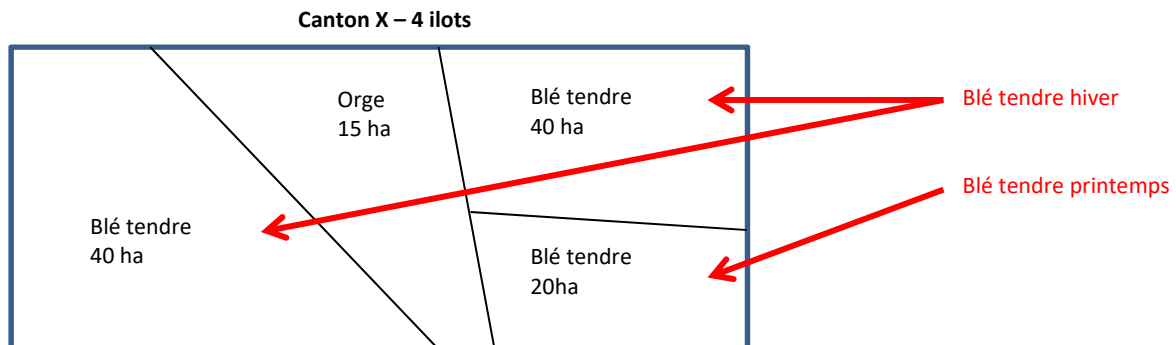 Canton X – 4 ilots
Orge
15 ha
Blé tendre
40 ha
Blé tendre hiver
Blé tendre printemps
Blé tendre
40 ha
Blé tendre
20ha